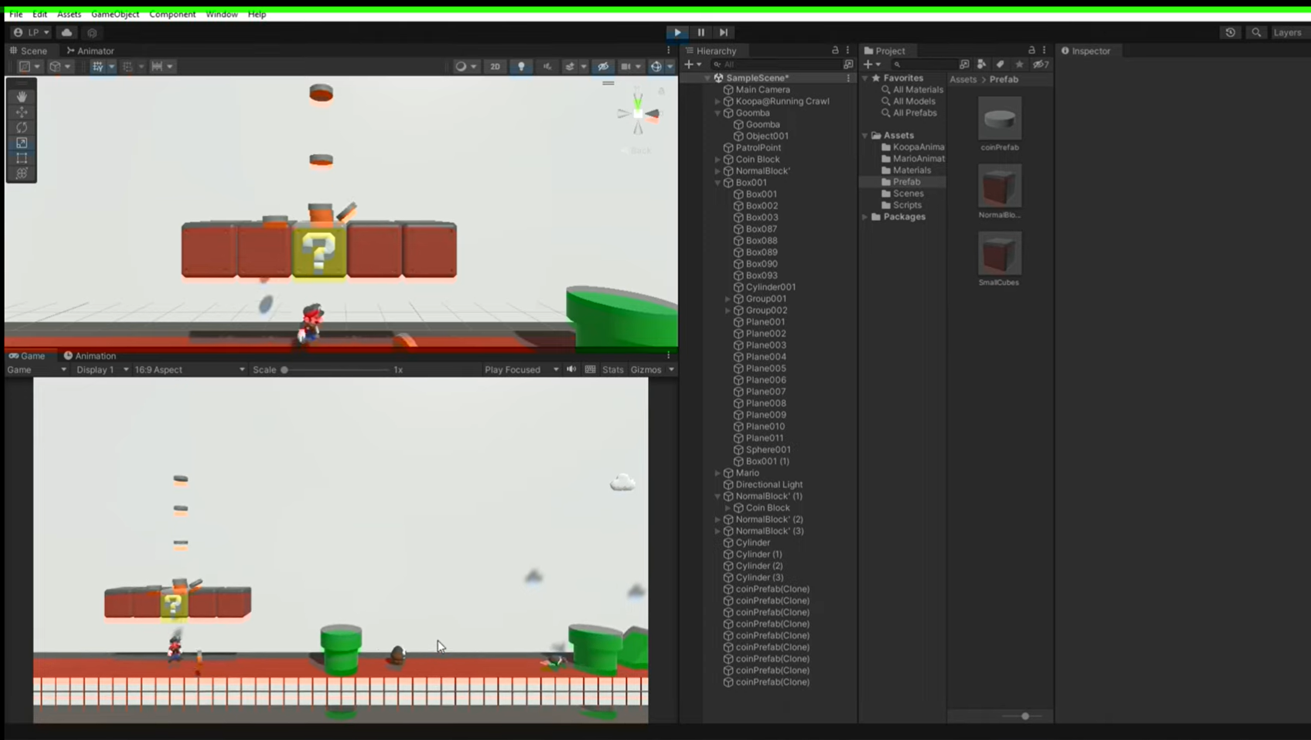 File Edit Assets GameObject Component Window Help
LP Layers
Scene Animator
2D
Game Animation
Game Display 1 16:9 Aspect Scale 1x Play Focused Stats Gizmos
Hierarchy
All
SampleScene*
Main Camera
Koopa@Running Crawl
Goomba
Goomba
Object001
PatrolPoint
Coin Block
NormalBlock'
Box001
Box001
Box002
Box003
Box087
Box088
Box089
Box090
Box093
Cylinder001
Group001
Group002
Plane001
Plane002
Plane003
Plane004
Plane005
Plane006
Plane007
Plane008
Plane009
Plane010
Plane011
Sphere001
Box001 (1)
Mario
Directional Light
NormalBlock' (1)
Coin Block
NormalBlock' (2)
NormalBlock' (3)
Cylinder
Cylinder (1)
Cylinder (2)
Cylinder (3)
coinPrefab(Clone)
coinPrefab(Clone)
coinPrefab(Clone)
coinPrefab(Clone)
coinPrefab(Clone)
coinPrefab(Clone)
coinPrefab(Clone)
coinPrefab(Clone)
coinPrefab(Clone)
Project
7
Favorites
All Materials
All Models
All Prefabs
Assets
KoopaAnima
MarioAnimat
Materials
Prefab
Scenes
Scripts
Packages
Assets > Prefab
coinPrefab
NormalBlo...
SmallCubes
Inspector
?
?